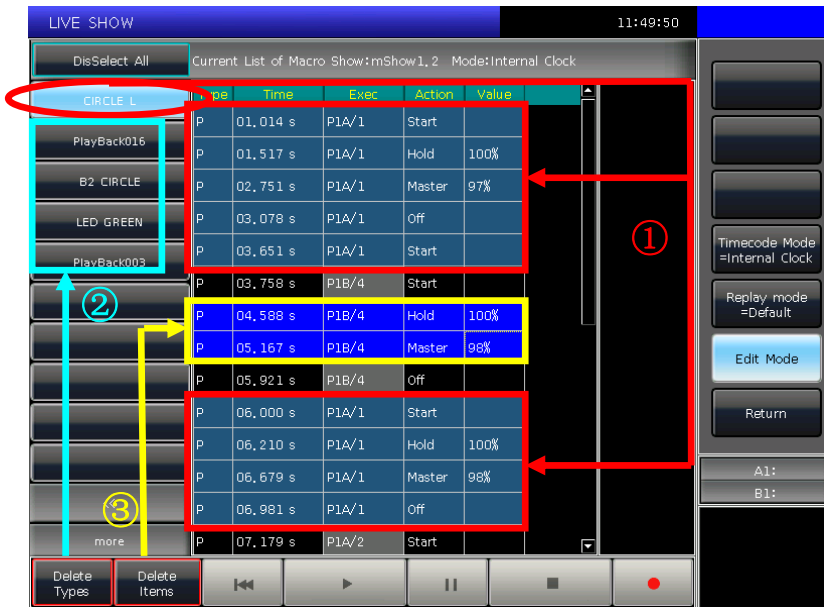 LIVE SHOW
11:49:50
DisSelect All
Current List of Macro Show:mShow1.2 Mode:Internal Clock
CIRCLE L
PlayBack016
B2 CIRCLE
LED GREEN
PlayBack003
more
Type Time Exec Action Value
P 01.014 s P1A/1 Start
P 01.517 s P1A/1 Hold 100%
P 02.751 s P1A/1 Master 97%
P 03.078 s P1A/1 Off
P 03.651 s P1A/1 Start
P 03.758 s P1B/4 Start
P 04.588 s P1B/4 Hold 100%
P 05.167 s P1B/4 Master 98%
P 05.921 s P1B/4 Off
P 06.000 s P1A/1 Start
P 06.210 s P1A/1 Hold 100%
P 06.679 s P1A/1 Master 98%
P 06.981 s P1A/1 Off
P 07.179 s P1A/2 Start
①
②
③
Timecode Mode
=Internal Clock
Replay mode
=Default
Edit Mode
Return
A1:
B1:
Delete
Types
Delete
Items